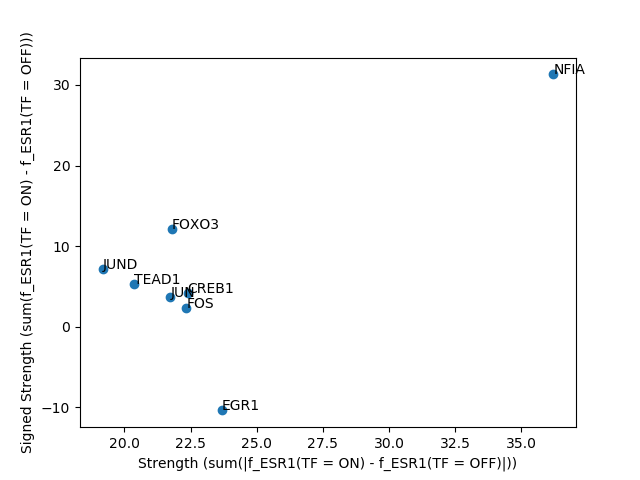 Signed Strength (sum(f_ESR1(TF = ON) - f_ESR1(TF = OFF)))
30
20
10
0
−10
NFIA
FOXO3
JUND
TEAD1
JUN
CREB1
FOS
EGR1
20.0 22.5 25.0 27.5 30.0 32.5 35.0
Strength (sum(|f_ESR1(TF = ON) - f_ESR1(TF = OFF)|))